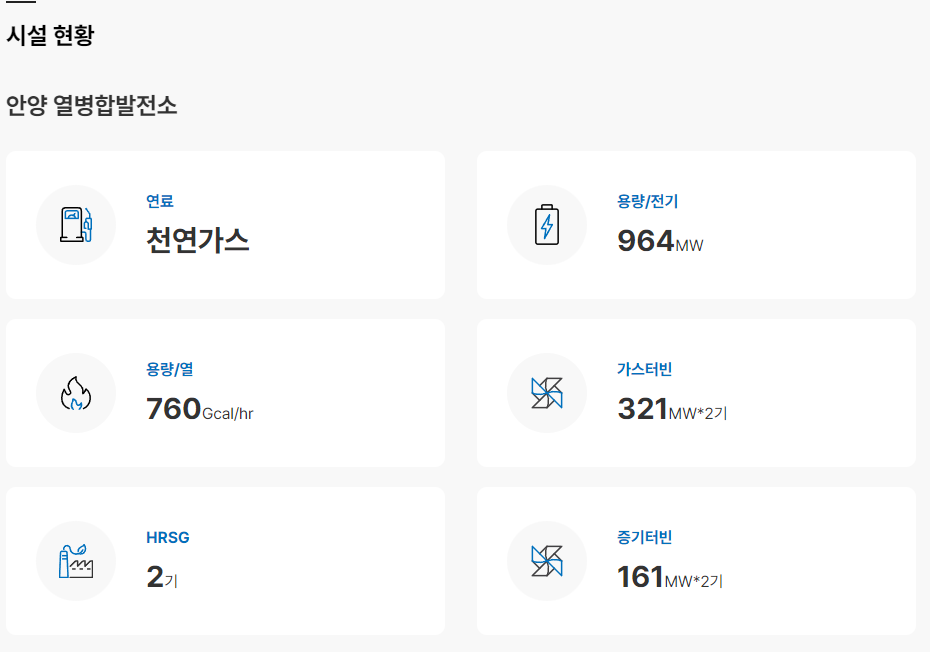 시설 현황
안양 열병합발전소
연료
천연가스
용량/전기
964MW
용량/열
760Gcal/hr
가스터빈
321MW*2기
HRSG
2기
증기터빈
161MW*2기